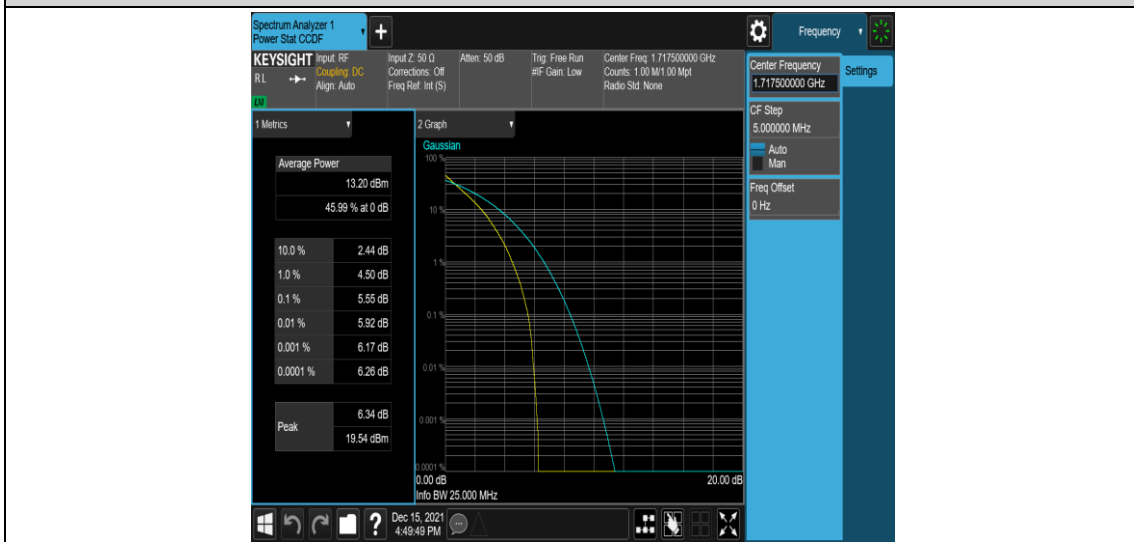 Spectrum Analyzer 1
Power Stat CCDF
Frequency
KEYSIGHT
RL
Input: RF
Coupling: DC
Align: Auto
Input Z: 50 Ω
Corrections: Off
Freq Ref: Int (S)
Atten: 50 dB
Trig: Free Run
#IF Gain: Low
Center Freq: 1.717500000 GHz
Counts: 1.00 M/1.00 Mpt
Radio Std: None
Center Frequency
1.717500000 GHz
Settings
CF Step
5.000000 MHz
Auto
Man
Freq Offset
0 Hz
1 Metrics
Average Power
13.20 dBm
45.99 % at 0 dB
10.0 % 2.44 dB
1.0 % 4.50 dB
0.1 % 5.55 dB
0.01 % 5.92 dB
0.001 % 6.17 dB
0.0001 % 6.26 dB
Peak
6.34 dB
19.54 dBm
2 Graph
Gaussian
100 %
10 %
1 %
0.1 %
0.01 %
0.001 %
0.0001 %
0.00 dB 20.00 dB
Info BW 25.000 MHz
Dec 15, 2021
4:49:49 PM